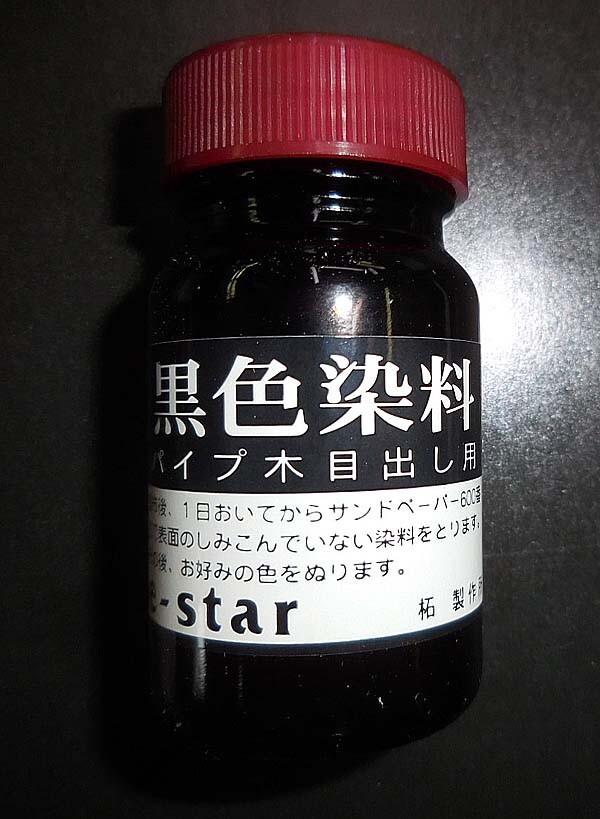 黒色染料
パイプ木目出し用
後、1日おいてからサンドペーパー600番
表面のしみこんでいない染料をとります。
後、お好みの色をぬります。
e-star
柘 製作所